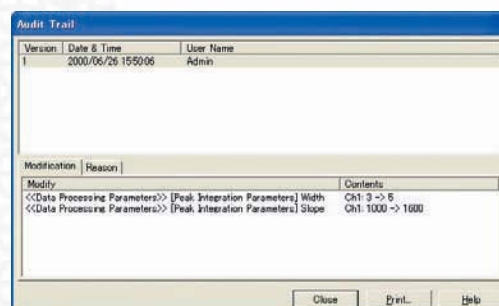 Audit Trail
Version Date & Time User Name
1 2000/06/26 15:50:06 Admin
Modification Reason
Modify Contents
<<Data Processing Parameters>> [Peak Integration Parameters] Width Ch1: 3 -> 5
<<Data Processing Parameters>> [Peak Integration Parameters] Slope Ch1: 1000 -> 1600
Close Print... Help